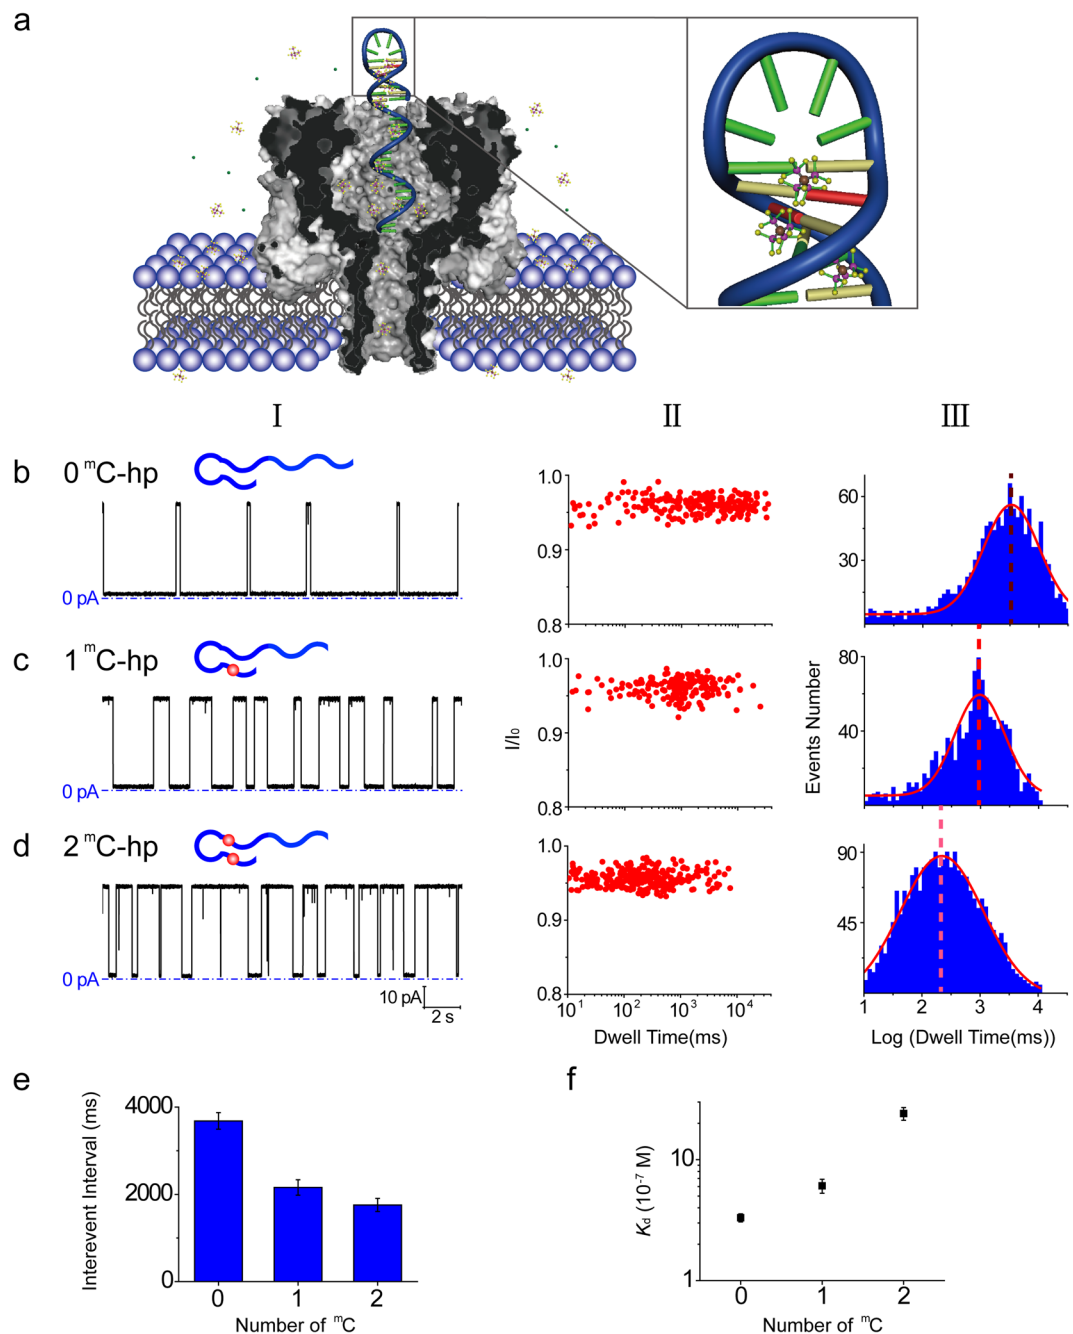 a
I II III
b 0 ᵐC-hp
0 pA
1.0
0.9
0.8
60
30
c 1 ᵐC-hp
0 pA
I/I₀
1.0
0.9
0.8
Events Number
80
40
0
d 2 ᵐC-hp
0 pA
10 pA
2 s
1.0
0.9
0.8
10¹ 10² 10³ 10⁴
Dwell Time(ms)
90
45
1 2 3 4
Log (Dwell Time(ms))
e
Interevent Interval (ms)
4000
2000
0
0 1 2
Number of ᵐC
f
K_d (10⁻⁷ M)
10
1
0 1 2
Number of ᵐC